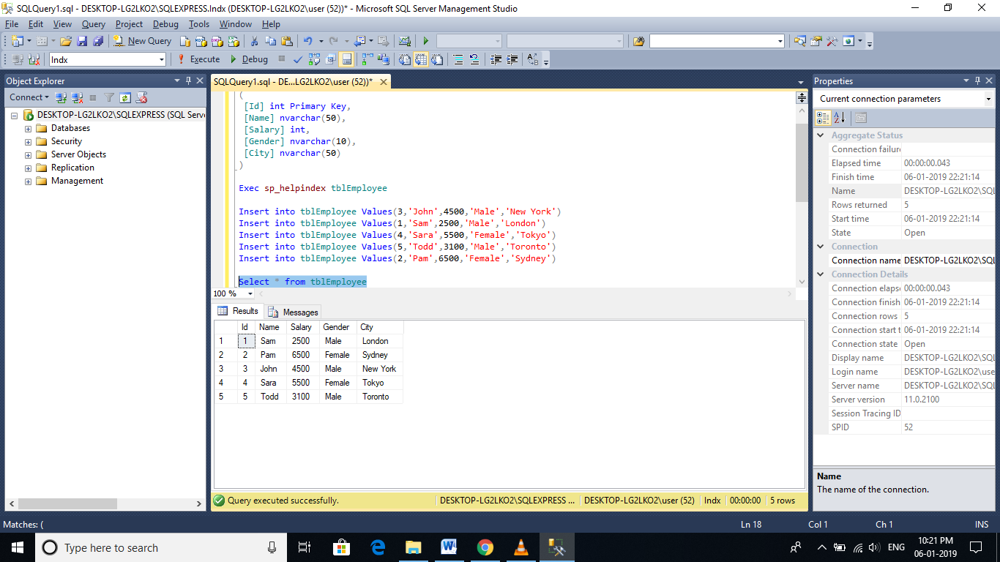 SQLQuery1.sql - DESKTOP-LG2LKO2\SQLEXPRESS.Indx (DESKTOP-LG2LKO2\user (52))* - Microsoft SQL Server Management Studio
File Edit View Query Project Debug Tools Window Help
New Query
Indx Execute Debug
Object Explorer
Connect
DESKTOP-LG2LKO2\SQLEXPRESS (SQL Serv
Databases
Security
Server Objects
Replication
Management
SQLQuery1.sql - DE...LG2LKO2\user (52))*
(
[Id] int Primary Key,
[Name] nvarchar(50),
[Salary] int,
[Gender] nvarchar(10),
[City] nvarchar(50)
)
Exec sp_helpindex tblEmployee
Insert into tblEmployee Values(3,'John',4500,'Male','New York')
Insert into tblEmployee Values(1,'Sam',2500,'Male','London')
Insert into tblEmployee Values(4,'Sara',5500,'Female','Tokyo')
Insert into tblEmployee Values(5,'Todd',3100,'Male','Toronto')
Insert into tblEmployee Values(2,'Pam',6500,'Female','Sydney')
Select * from tblEmployee
100 %
Results Messages
Id Name Salary Gender City
1 1 Sam 2500 Male London
2 2 Pam 6500 Female Sydney
3 3 John 4500 Male New York
4 4 Sara 5500 Female Tokyo
5 5 Todd 3100 Male Toronto
Query executed successfully. DESKTOP-LG2LKO2\SQLEXPRESS ... DESKTOP-LG2LKO2\user (52) Indx 00:00:00 5 rows
Properties
Current connection parameters
Aggregate Status
Connection failure
Elapsed time 00:00:00.043
Finish time 06-01-2019 22:21:14
Name DESKTOP-LG2LKO2\SQL
Rows returned 5
Start time 06-01-2019 22:21:14
State Open
Connection
Connection name DESKTOP-LG2LKO2\SQL
Connection Details
Connection elaps 00:00:00.043
Connection finish 06-01-2019 22:21:14
Connection rows 5
Connection start t 06-01-2019 22:21:14
Connection state Open
Display name DESKTOP-LG2LKO2\SQL
Login name DESKTOP-LG2LKO2\use
Server name DESKTOP-LG2LKO2\SQL
Server version 11.0.2100
Session Tracing ID
SPID 52
Name
The name of the connection.
Matches: ( Ln 18 Col 1 Ch 1 INS
Type here to search
ENG
10:21 PM
06-01-2019